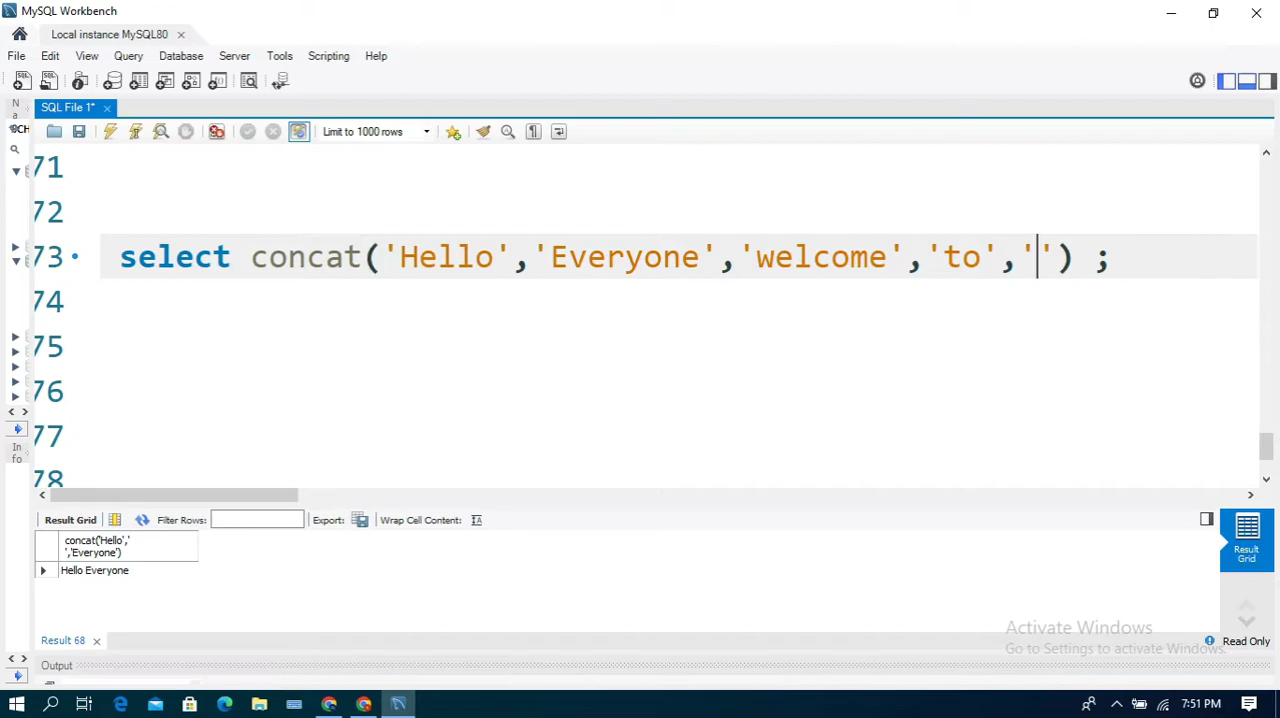 MySQL Workbench
Local instance MySQL80
File Edit View Query Database Server Tools Scripting Help
SQL File 1*
Limit to 1000 rows
N
a
CH
71
72
73 select concat('Hello','Everyone','welcome','to','') ;
74
75
76
77
78
In
fo
Result Grid Filter Rows: Export: Wrap Cell Content:
concat('Hello','
','Everyone')
Hello Everyone
Result
Grid
Result 68
Activate Windows
Go to Settings to activate Windows.
Read Only
Output
7:51 PM